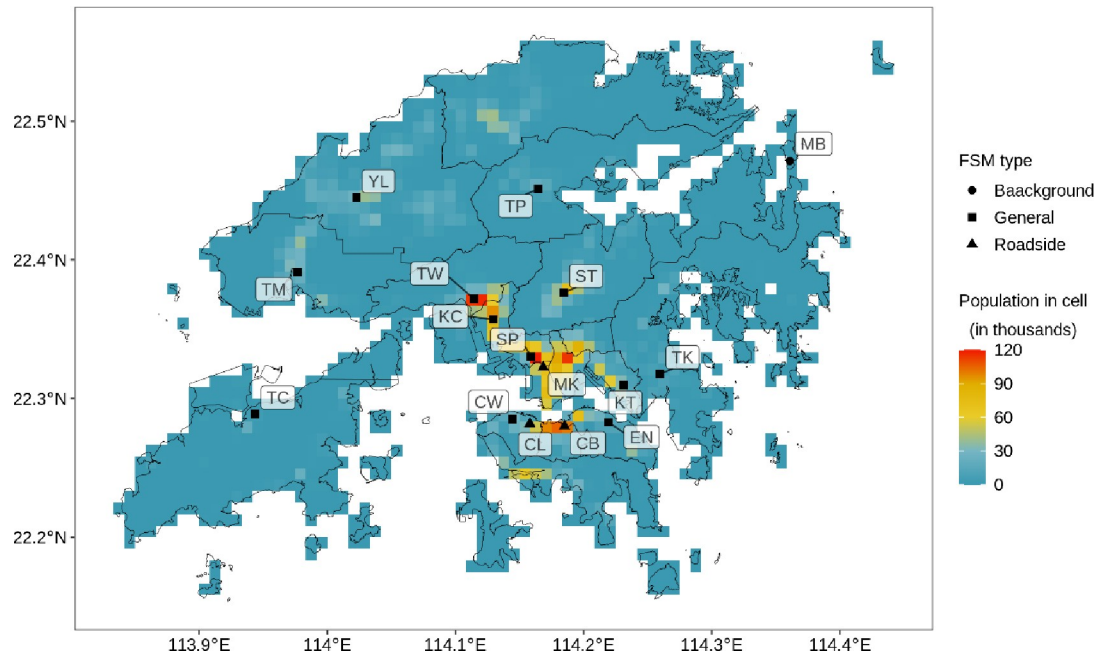 22.5°N
22.4°N
22.3°N
22.2°N
113.9°E
114°E
114.1°E
114.2°E
114.3°E
114.4°E
MB
YL
TP
TW
ST
TM
KC
SP
TK
MK
TC
CW
KT
CL
CB
EN
FSM type
Baackground
General
Roadside
Population in cell
(in thousands)
120
90
60
30
0